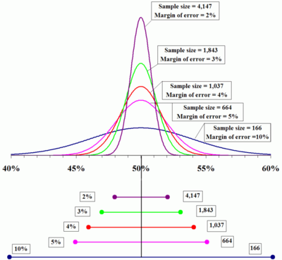 Sample size = 4,147
Margin of error = 2%
Sample size = 1,843
Margin of error = 3%
Sample size = 1,037
Margin of error = 4%
Sample size = 664
Margin of error = 5%
Sample size = 166
Margin of error =10%
40% 45% 50% 55% 60%
2% 4,147
3% 1,843
4% 1,037
5% 664
10% 166